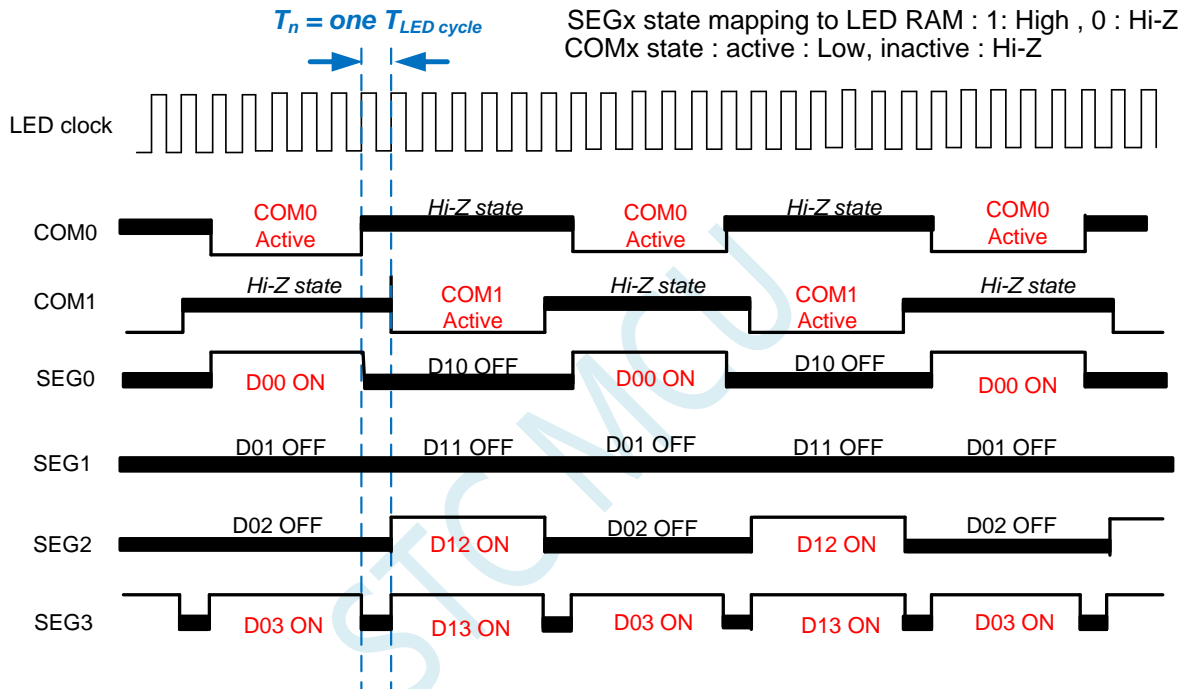 Tn = one TLED cycle
SEGx state mapping to LED RAM : 1: High , 0 : Hi-Z
COMx state : active : Low, inactive : Hi-Z
LED clock
COM0
COM0
Active
Hi-Z state
COM0
Active
Hi-Z state
COM0
Active
COM1
Hi-Z state
COM1
Active
Hi-Z state
COM1
Active
Hi-Z state
SEG0
D00 ON
D10 OFF
D00 ON
D10 OFF
D00 ON
SEG1
D01 OFF
D11 OFF
D01 OFF
D11 OFF
D01 OFF
SEG2
D02 OFF
D12 ON
D02 OFF
D12 ON
D02 OFF
SEG3
D03 ON
D13 ON
D03 ON
D13 ON
D03 ON
STC MCU